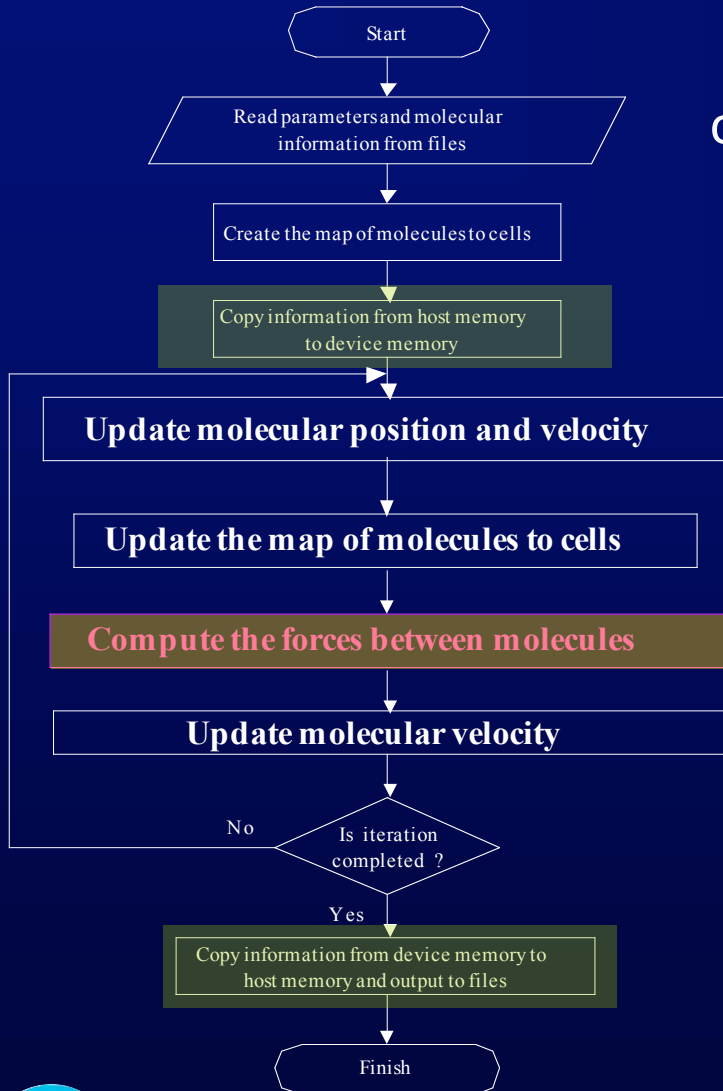 Start
Read parameters and molecular
information from files
Create the map of molecules to cells
Copy information from host memory
to device memory
Update molecular position and velocity
Update the map of molecules to cells
Compute the forces between molecules
Update molecular velocity
No
Is iteration
completed ?
Yes
Copy information from device memory to
host memory and output to files
Finish